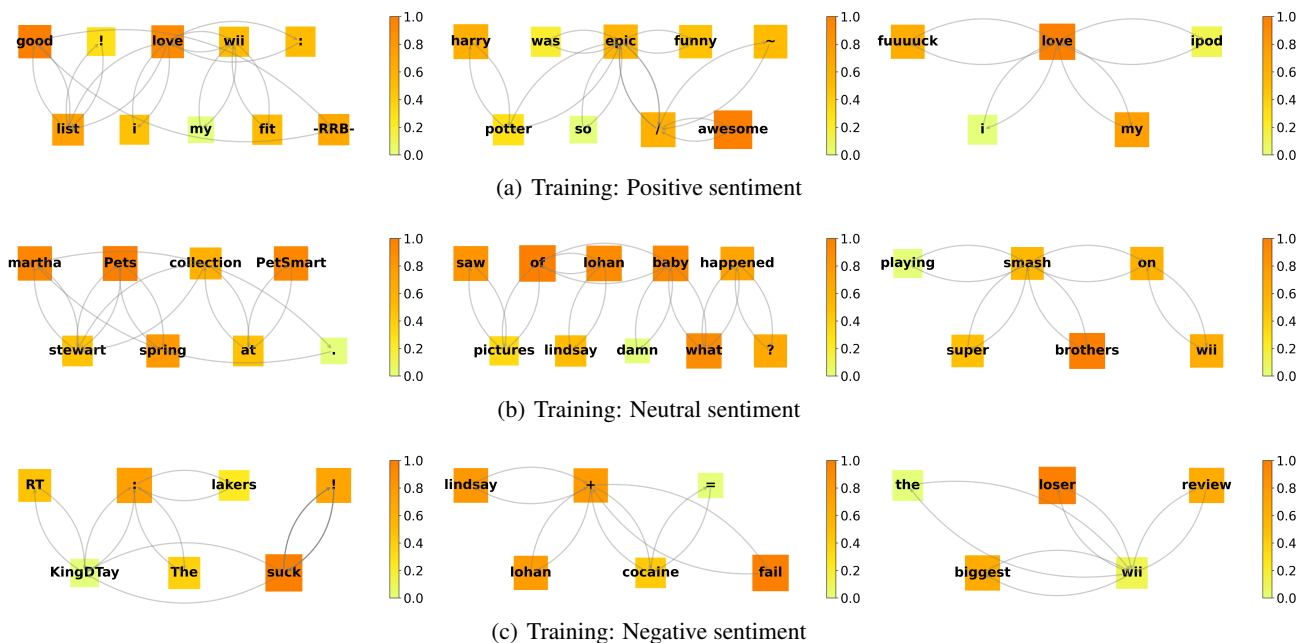 good ! love wii :
list i my fit -RRB-
1.0
0.8
0.6
0.4
0.2
0.0
harry was epic funny ~
potter so / awesome
1.0
0.8
0.6
0.4
0.2
0.0
fuuuuck love ipod
i my
1.0
0.8
0.6
0.4
0.2
0.0
(a) Training: Positive sentiment
martha Pets collection PetSmart
stewart spring at .
1.0
0.8
0.6
0.4
0.2
0.0
saw of lohan baby happened
pictures lindsay damn what ?
1.0
0.8
0.6
0.4
0.2
0.0
playing smash on
super brothers wii
1.0
0.8
0.6
0.4
0.2
0.0
(b) Training: Neutral sentiment
RT : lakers !
KingDTay The suck
1.0
0.8
0.6
0.4
0.2
0.0
lindsay + =
lohan cocaine fail
1.0
0.8
0.6
0.4
0.2
0.0
the loser review
biggest wii
1.0
0.8
0.6
0.4
0.2
0.0
(c) Training: Negative sentiment